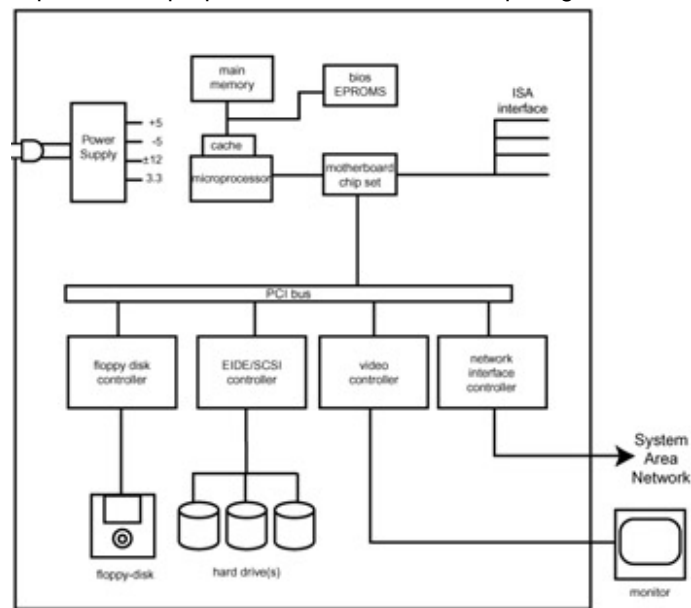 main
memory
bios
EPROMS
ISA
interface
Power
Supply
+5
-5
±12
3.3
cache
microprocessor
motherboard
chip set
PCI bus
floppy disk
controller
EIDE/SCSI
controller
video
controller
network
interface
controller
System
Area
Network
floppy-disk
hard drive(s)
monitor